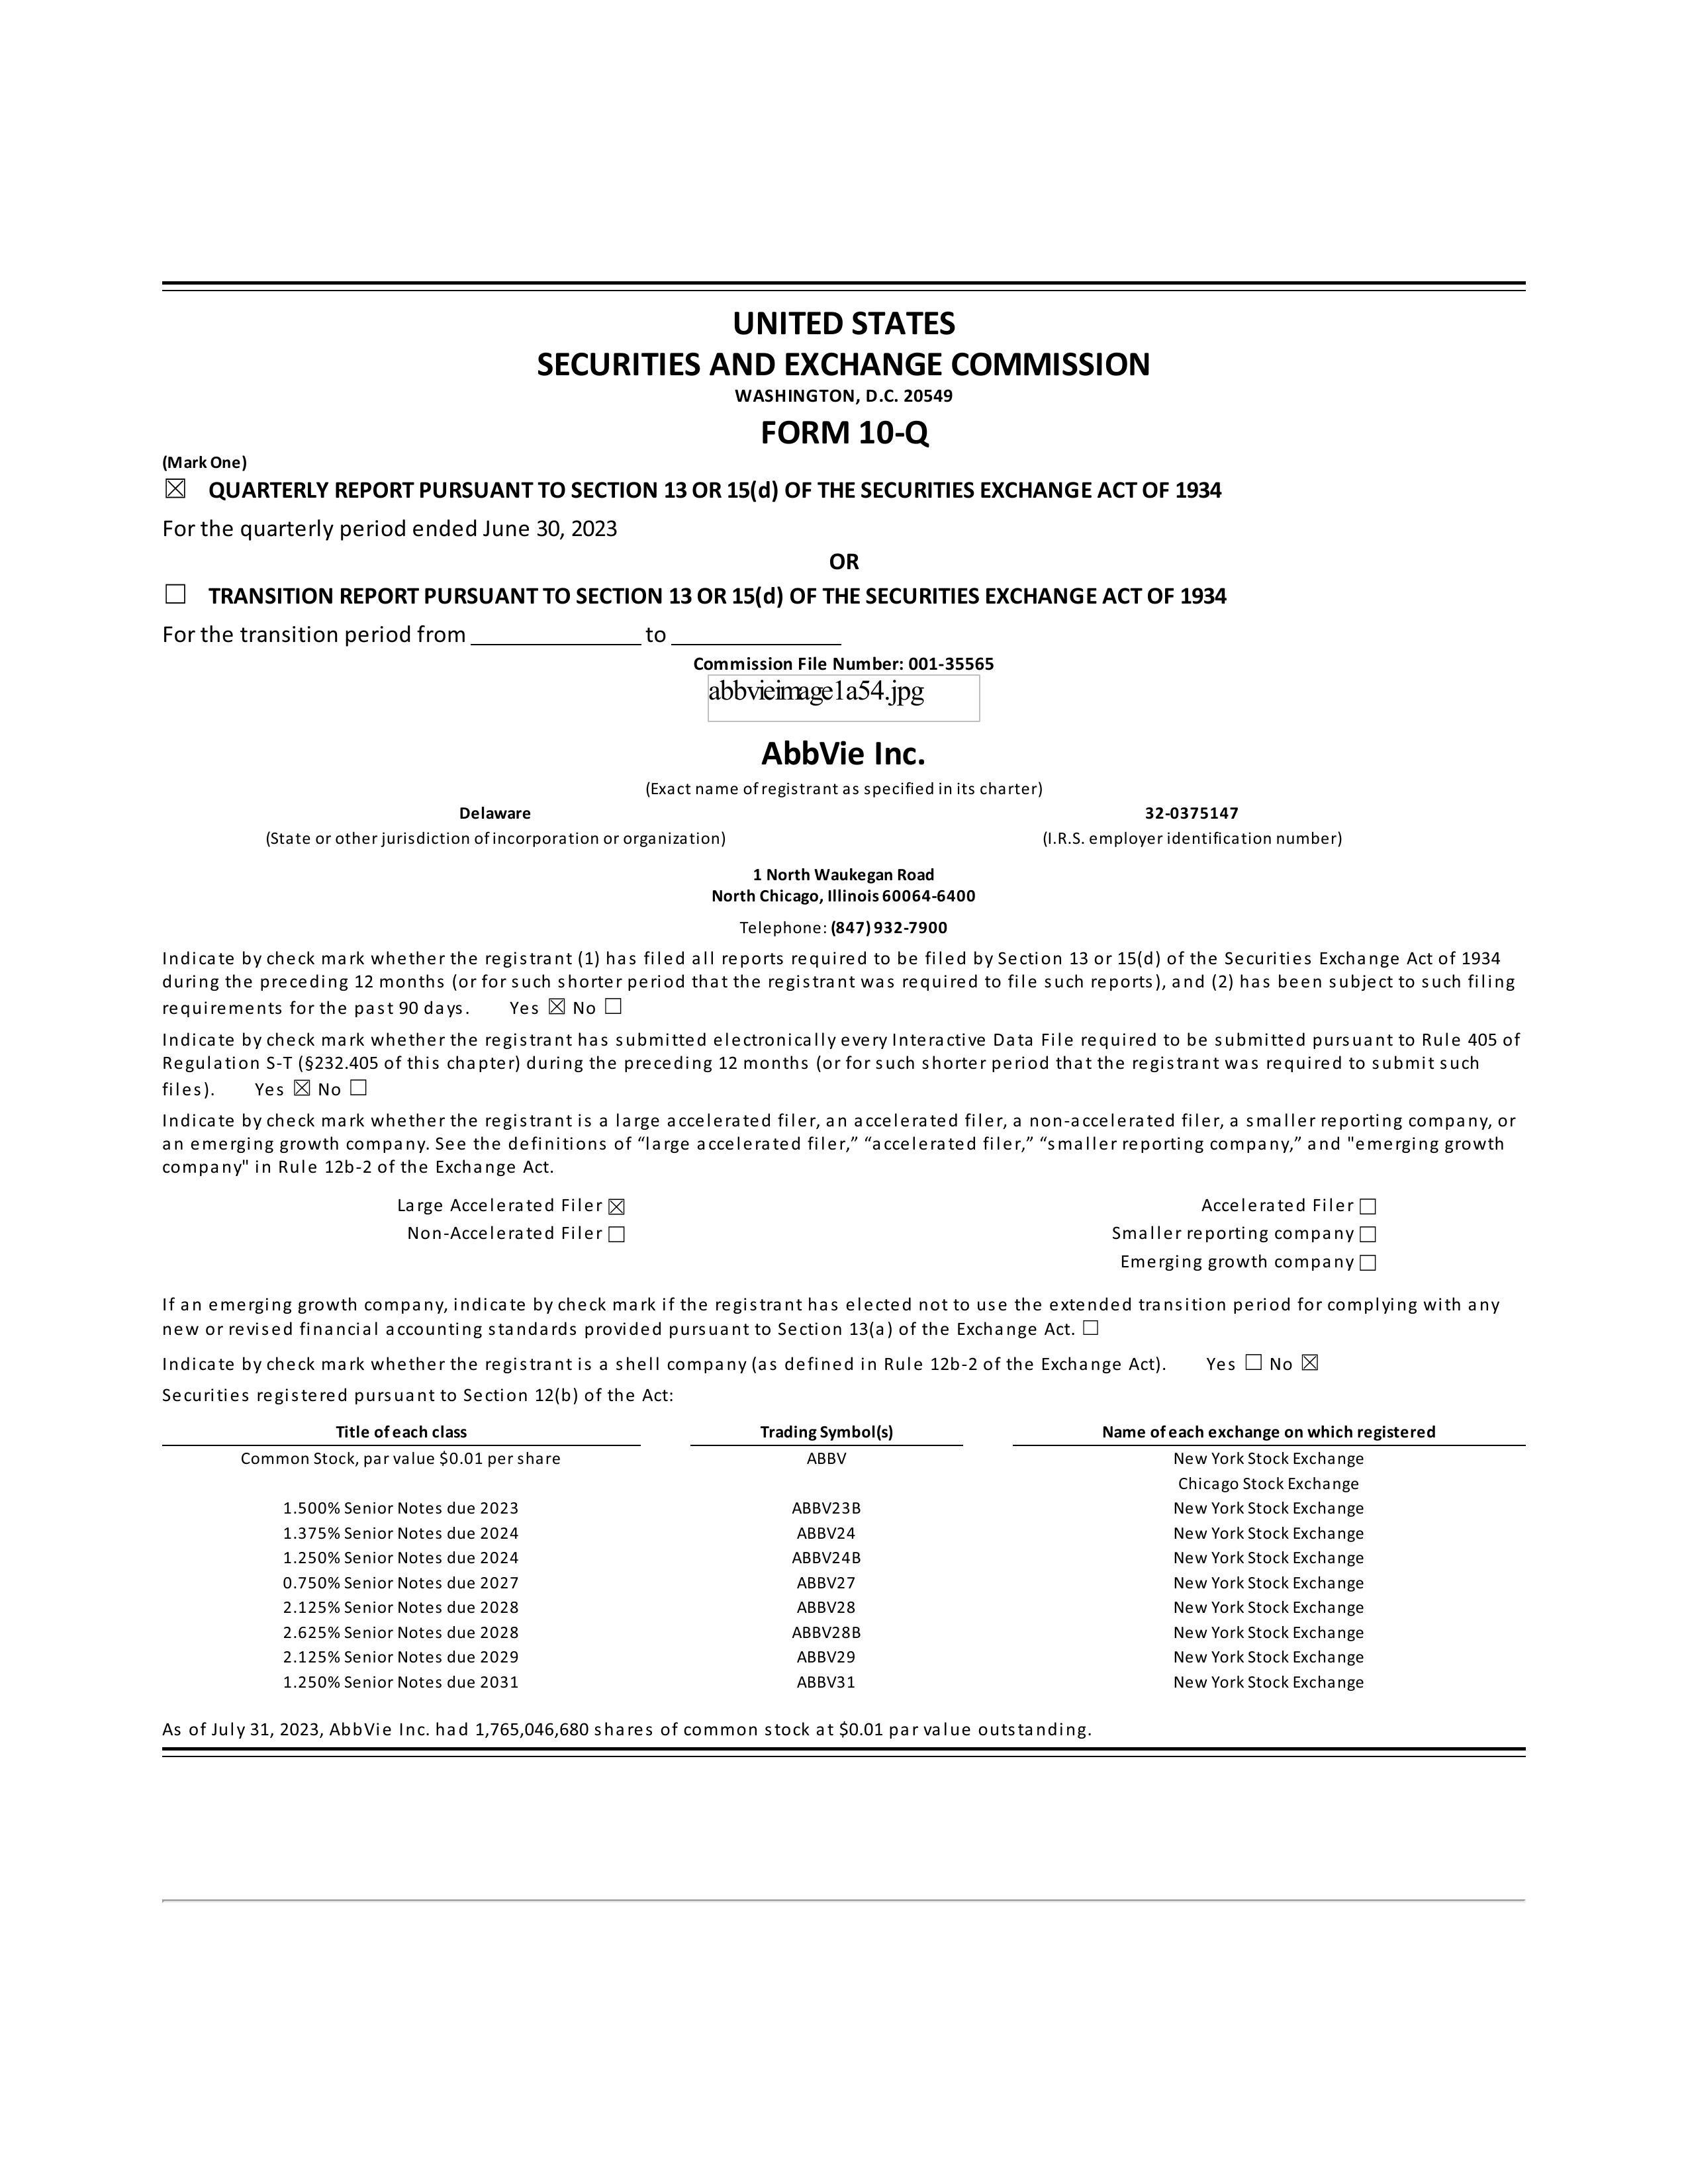 UNITED STATES
SECURITIES AND EXCHANGE COMMISSION
WASHINGTON, D.C. 20549
FORM 10-Q
(Mark One)
☒ QUARTERLY REPORT PURSUANT TO SECTION 13 OR 15(d) OF THE SECURITIES EXCHANGE ACT OF 1934
For the quarterly period ended June 30, 2023
OR
☐ TRANSITION REPORT PURSUANT TO SECTION 13 OR 15(d) OF THE SECURITIES EXCHANGE ACT OF 1934
For the transition period from ______________ to ______________
Commission File Number: 001-35565
abbvieimage1a54.jpg
AbbVie Inc.
(Exact name of registrant as specified in its charter)
Delaware 32-0375147
(State or other jurisdiction of incorporation or organization) (I.R.S. employer identification number)
1 North Waukegan Road
North Chicago, Illinois 60064-6400
Telephone: (847) 932-7900
Indicate by check mark whether the registrant (1) has filed all reports required to be filed by Section 13 or 15(d) of the Securities Exchange Act of 1934
during the preceding 12 months (or for such shorter period that the registrant was required to file such reports), and (2) has been subject to such filing
requirements for the past 90 days. Yes ☒ No ☐
Indicate by check mark whether the registrant has submitted electronically every Interactive Data File required to be submitted pursuant to Rule 405 of
Regulation S-T (§232.405 of this chapter) during the preceding 12 months (or for such shorter period that the registrant was required to submit such
files). Yes ☒ No ☐
Indicate by check mark whether the registrant is a large accelerated filer, an accelerated filer, a non-accelerated filer, a smaller reporting company, or
an emerging growth company. See the definitions of “large accelerated filer,” “accelerated filer,” “smaller reporting company,” and "emerging growth
company" in Rule 12b-2 of the Exchange Act.
Large Accelerated Filer ☒ Accelerated Filer ☐
Non-Accelerated Filer ☐ Smaller reporting company ☐
Emerging growth company ☐
If an emerging growth company, indicate by check mark if the registrant has elected not to use the extended transition period for complying with any
new or revised financial accounting standards provided pursuant to Section 13(a) of the Exchange Act. ☐
Indicate by check mark whether the registrant is a shell company (as defined in Rule 12b-2 of the Exchange Act). Yes ☐ No ☒
Securities registered pursuant to Section 12(b) of the Act:
Title of each class Trading Symbol(s) Name of each exchange on which registered
Common Stock, par value $0.01 per share ABBV New York Stock Exchange
Chicago Stock Exchange
1.500% Senior Notes due 2023 ABBV23B New York Stock Exchange
1.375% Senior Notes due 2024 ABBV24 New York Stock Exchange
1.250% Senior Notes due 2024 ABBV24B New York Stock Exchange
0.750% Senior Notes due 2027 ABBV27 New York Stock Exchange
2.125% Senior Notes due 2028 ABBV28 New York Stock Exchange
2.625% Senior Notes due 2028 ABBV28B New York Stock Exchange
2.125% Senior Notes due 2029 ABBV29 New York Stock Exchange
1.250% Senior Notes due 2031 ABBV31 New York Stock Exchange
As of July 31, 2023, AbbVie Inc. had 1,765,046,680 shares of common stock at $0.01 par value outstanding.